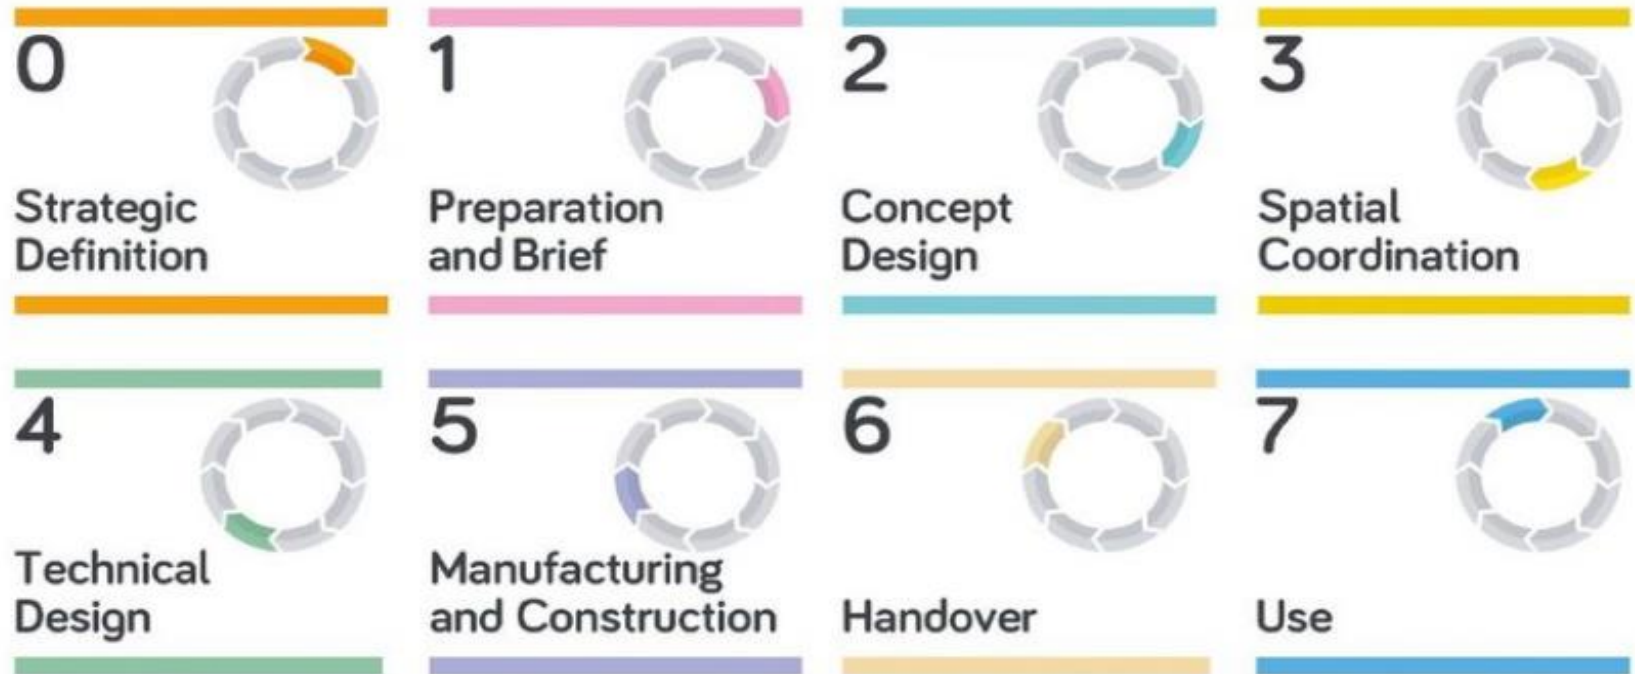 0
Strategic
Definition
1
Preparation
and Brief
2
Concept
Design
3
Spatial
Coordination
4
Technical
Design
5
Manufacturing
and Construction
6
Handover
7
Use